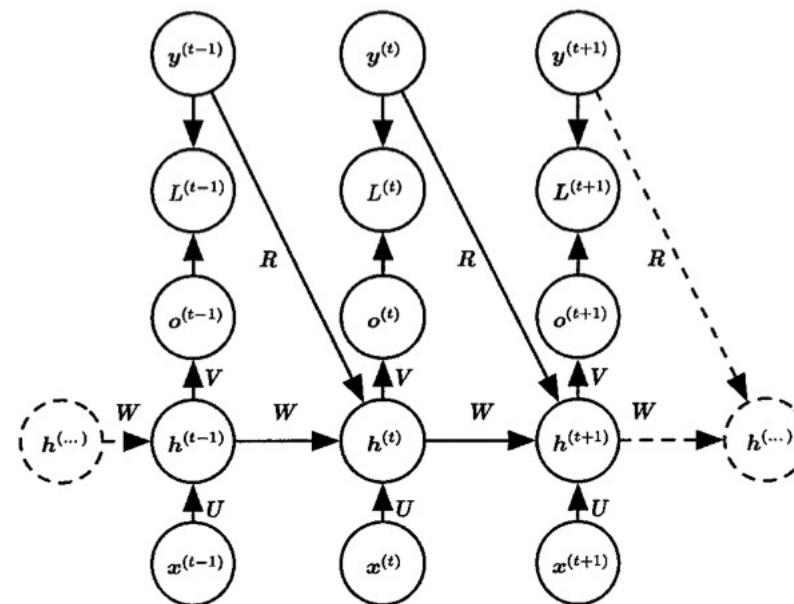 y^(t−1) y^(t) y^(t+1)
L^(t−1) L^(t) L^(t+1)
R R R
o^(t−1) o^(t) o^(t+1)
V V V
W W W W
h^(...) h^(t−1) h^(t) h^(t+1) h^(...)
U U U
x^(t−1) x^(t) x^(t+1)